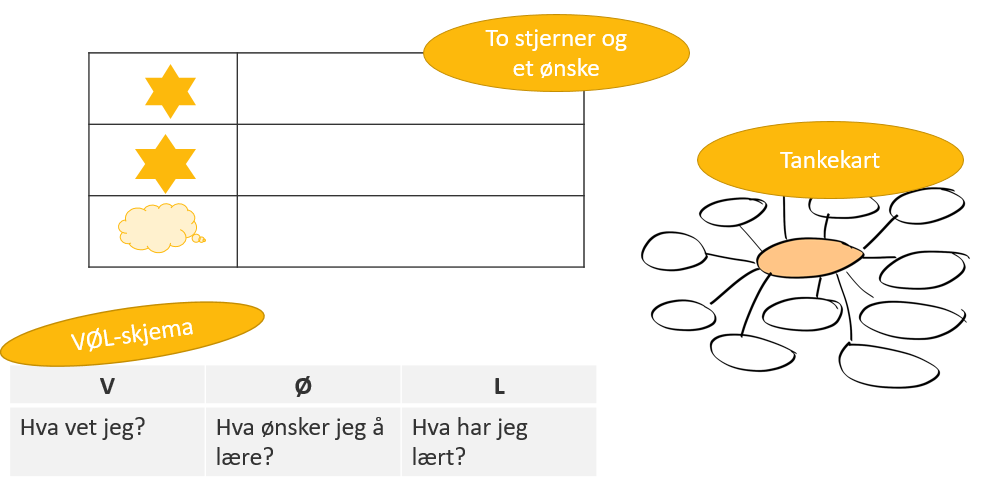 To stjerner og
et ønske
Tankekart
VØL-skjema
V
Ø
L
Hva vet jeg?
Hva ønsker jeg å
lære?
Hva har jeg
lært?